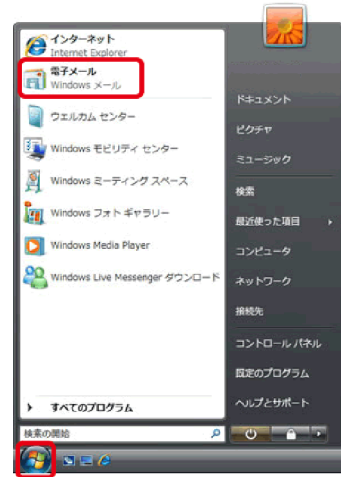 インターネット
Internet Explorer
電子メール
Windows メール
ウェルカム センター
Windows モビリティ センター
Windows ミーティング スペース
Windows フォト ギャラリー
Windows Media Player
Windows Live Messenger ダウンロード
すべてのプログラム
検索の開始
ドキュメント
ピクチャ
ミュージック
検索
最近使った項目
コンピュータ
ネットワーク
接続先
コントロール パネル
既定のプログラム
ヘルプとサポート